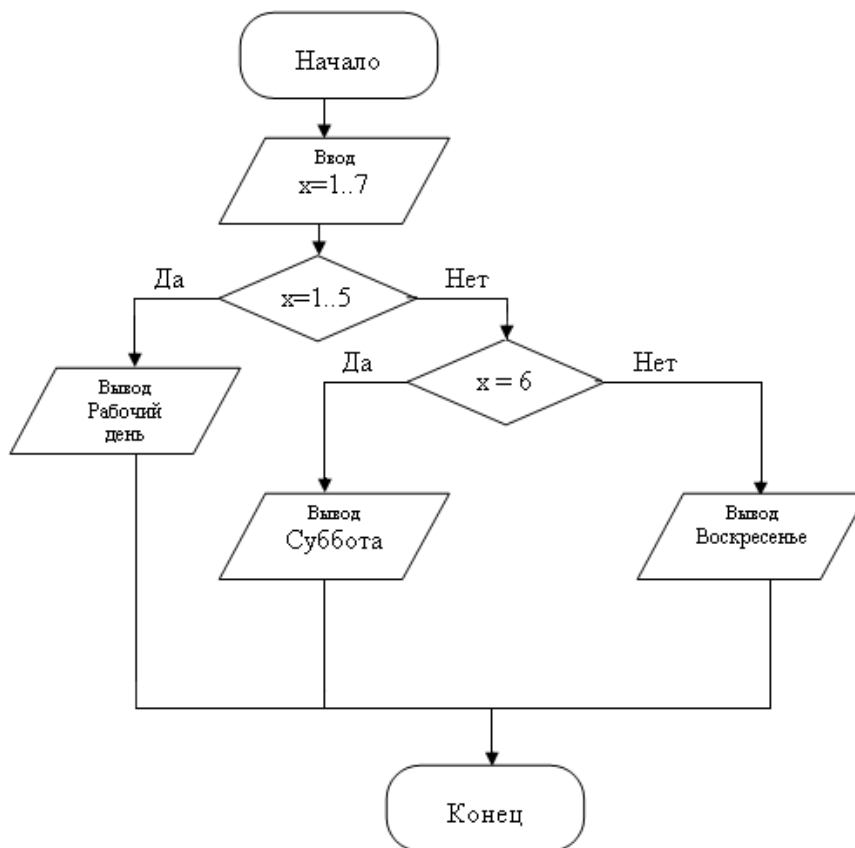 Начало
Ввод
x=1..7
Да
Нет
x=1..5
Да
Нет
x = 6
Вывод
Рабочий
день
Вывод
Суббота
Вывод
Воскресенье
Конец